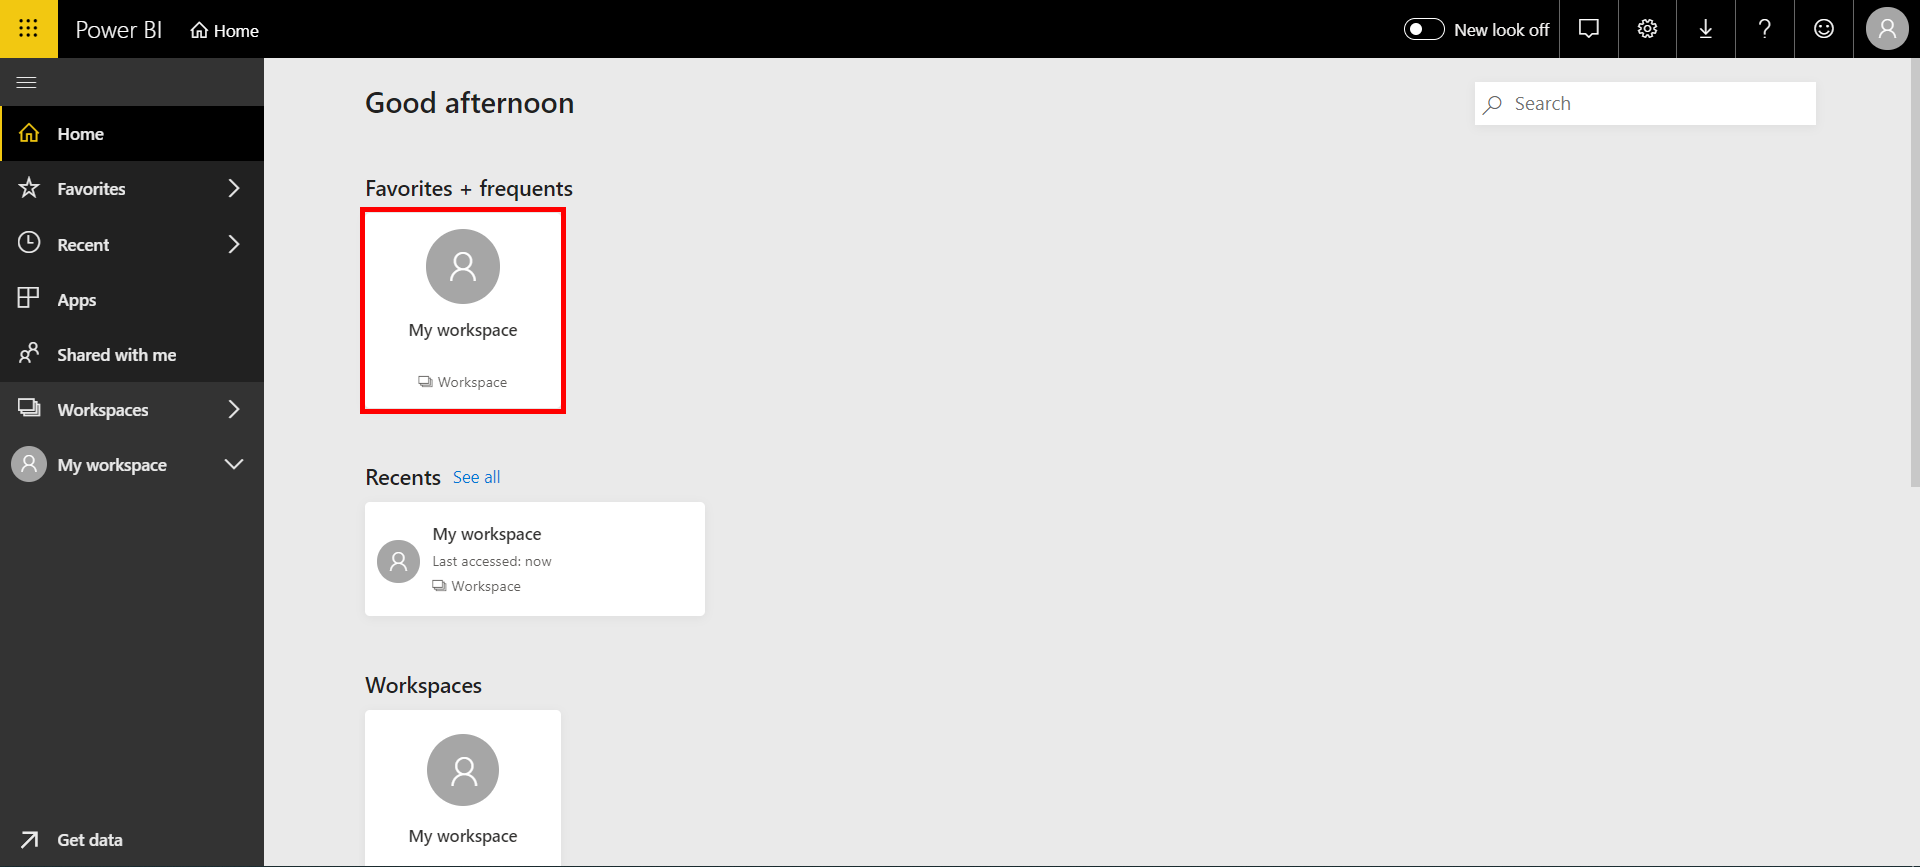 Power BI
Home
New look off
?
Home
Favorites
Recent
Apps
Shared with me
Workspaces
My workspace
Get data
Good afternoon
Search
Favorites + frequents
My workspace
Workspace
Recents See all
My workspace
Last accessed: now
Workspace
Workspaces
My workspace